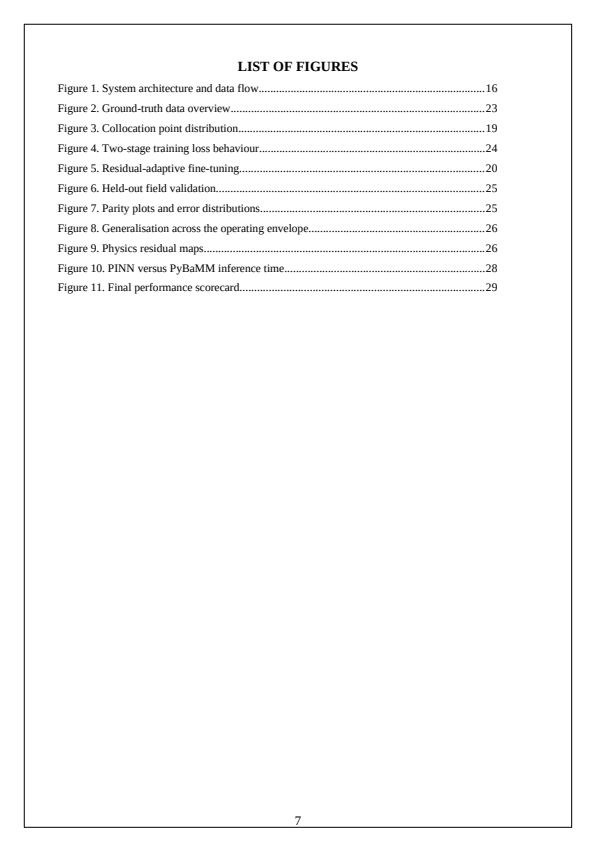 LIST OF FIGURES
Figure 1. System architecture and data flow....................................................................................16
Figure 2. Ground-truth data overview..............................................................................................23
Figure 3. Collocation point distribution...........................................................................................19
Figure 4. Two-stage training loss behaviour....................................................................................24
Figure 5. Residual-adaptive fine-tuning...........................................................................................20
Figure 6. Held-out field validation...................................................................................................25
Figure 7. Parity plots and error distributions....................................................................................25
Figure 8. Generalisation across the operating envelope...................................................................26
Figure 9. Physics residual maps.......................................................................................................26
Figure 10. PINN versus PyBaMM inference time...........................................................................28
Figure 11. Final performance scorecard...........................................................................................29
7